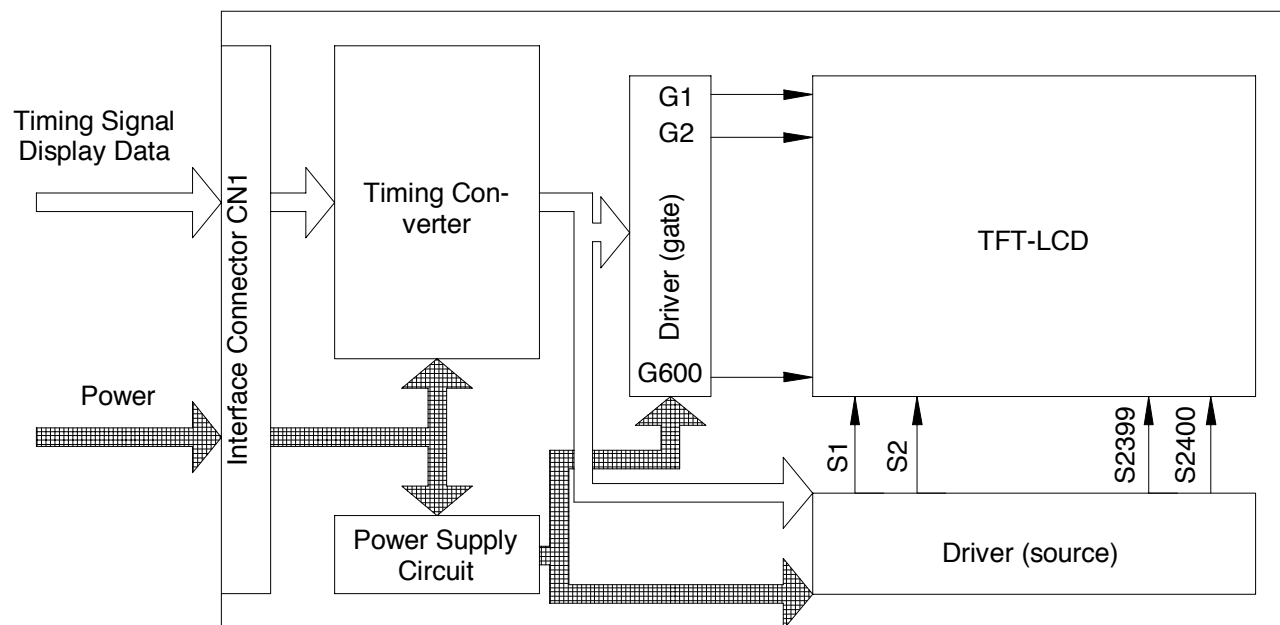 Timing Signal
Display Data
Power
Interface Connector CN1
Timing Con-
verter
Power Supply
Circuit
G1
G2
Driver (gate)
G600
TFT-LCD
S1
S2
S2399
S2400
Driver (source)